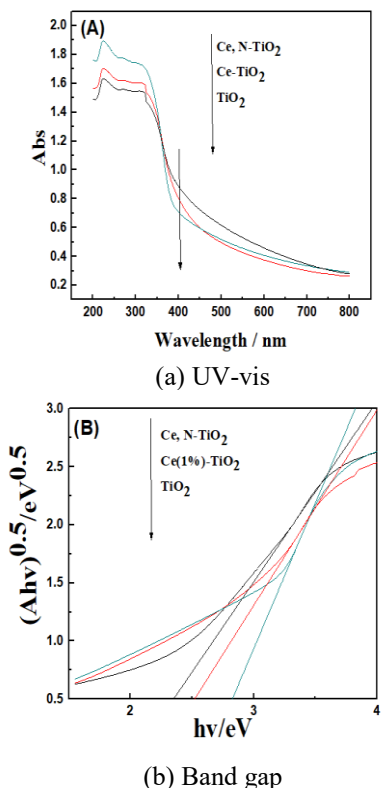 (A)
Ce, N-TiO2
Ce-TiO2
TiO2
Abs
2.0
1.8
1.6
1.4
1.2
1.0
0.8
0.6
0.4
0.2
200 300 400 500 600 700 800
Wavelength / nm
(a) UV-vis
(B)
Ce, N-TiO2
Ce(1%)-TiO2
TiO2
(Ahv)^0.5/eV^0.5
3.0
2.5
2.0
1.5
1.0
0.5
2 3 4
hv/eV
(b) Band gap